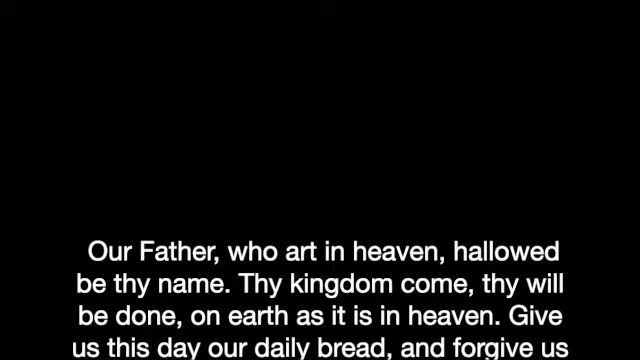 Our Father, who art in heaven, hallowed
be thy name. Thy kingdom come, thy will
be done, on earth as it is in heaven. Give
us this day our daily bread, and forgive us